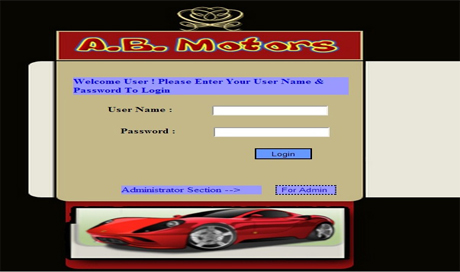 A.B. Motors
Welcome User ! Please Enter Your User Name &
Password To Login
User Name :
Password :
Login
Administrator Section --> For Admin